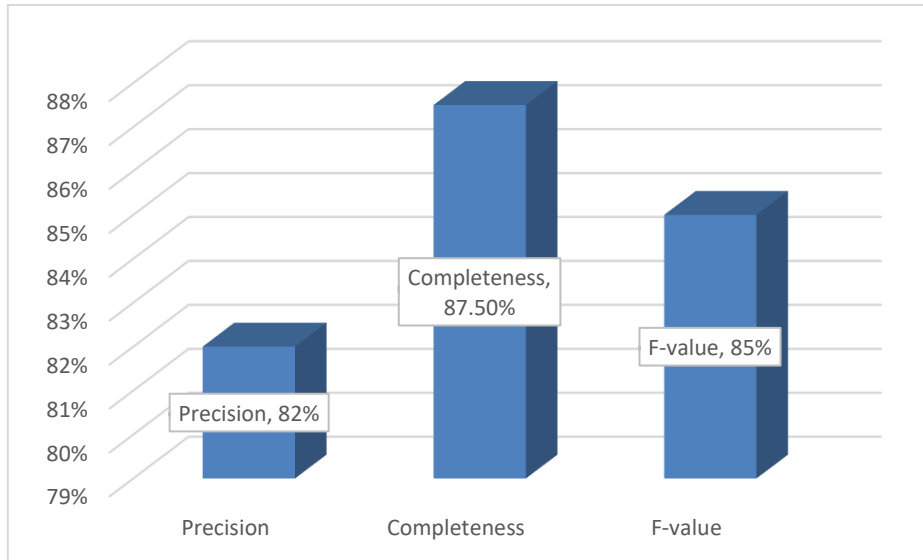 88%
87%
86%
85%
84%
83%
82%
81%
80%
79%
Completeness,
87.50%
F-value, 85%
Precision, 82%
Precision
Completeness
F-value